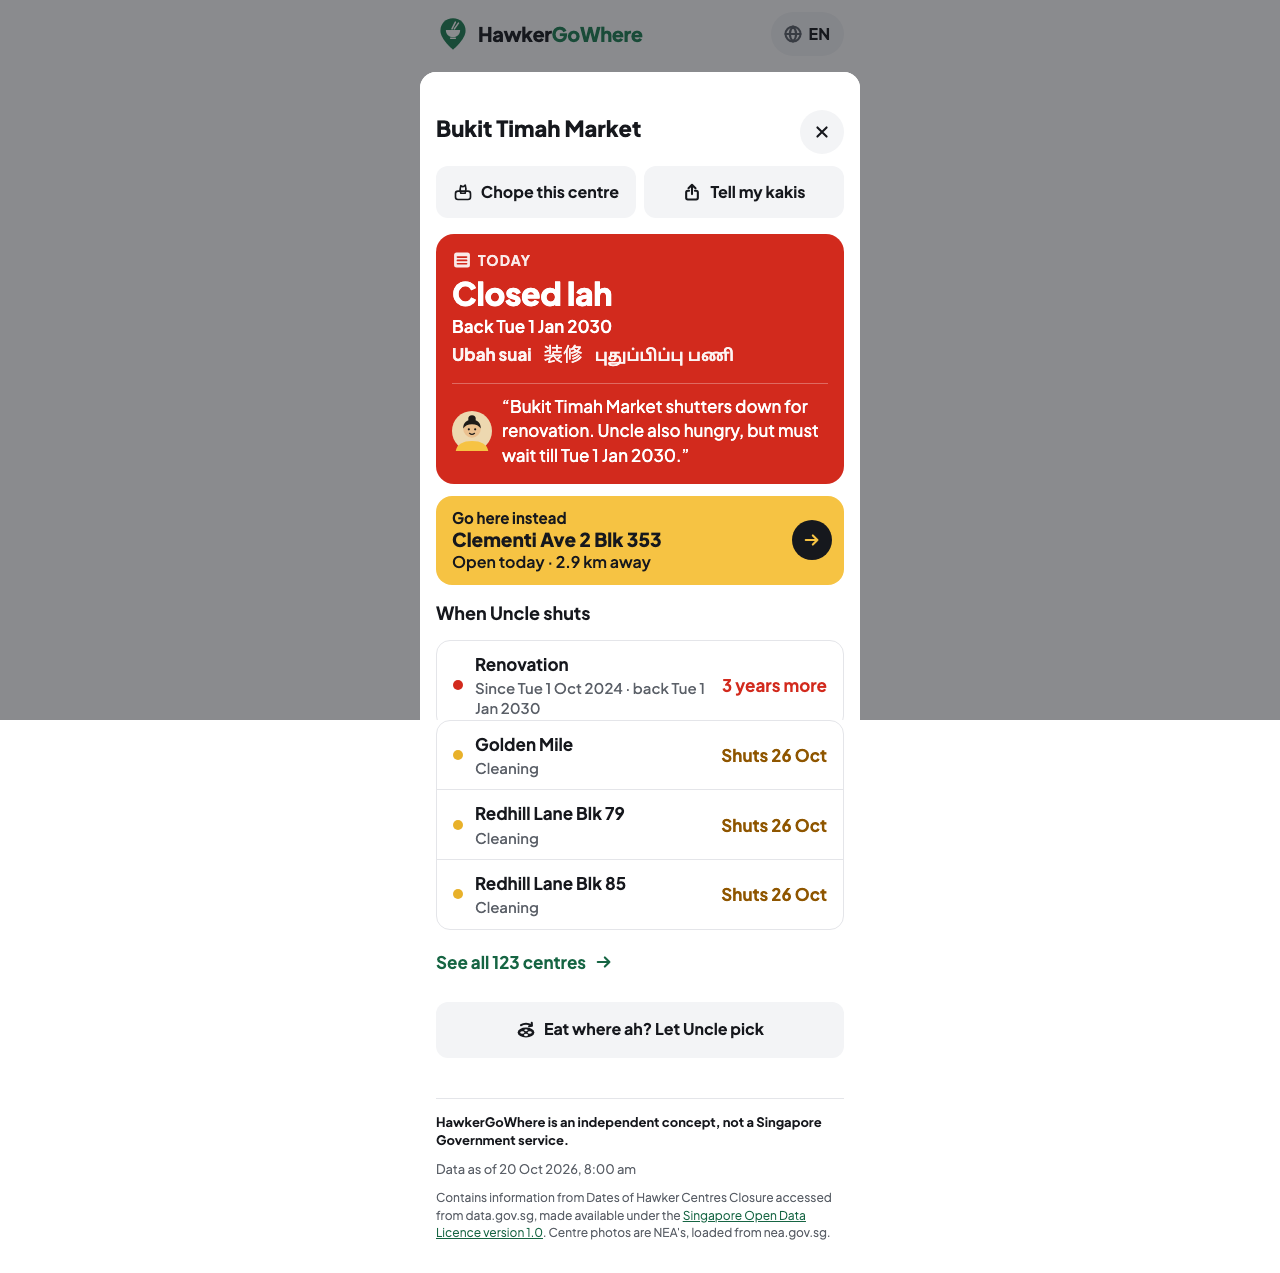 HawkerGoWhere
EN
Bukit Timah Market
Chope this centre
Tell my kakis
TODAY
Closed lah
Back Tue 1 Jan 2030
Ubah suai 装修 புதுப்பிப்பு பணி
“Bukit Timah Market shutters down for
renovation. Uncle also hungry, but must
wait till Tue 1 Jan 2030.”
Go here instead
Clementi Ave 2 Blk 353
Open today · 2.9 km away
When Uncle shuts
Renovation
Since Tue 1 Oct 2024 · back Tue 1
Jan 2030
3 years more
Golden Mile
Cleaning
Shuts 26 Oct
Redhill Lane Blk 79
Cleaning
Shuts 26 Oct
Redhill Lane Blk 85
Cleaning
Shuts 26 Oct
See all 123 centres
Eat where ah? Let Uncle pick
HawkerGoWhere is an independent concept, not a Singapore
Government service.
Data as of 20 Oct 2026, 8:00 am
Contains information from Dates of Hawker Centres Closure accessed
from data.gov.sg, made available under the Singapore Open Data
Licence version 1.0. Centre photos are NEA's, loaded from nea.gov.sg.